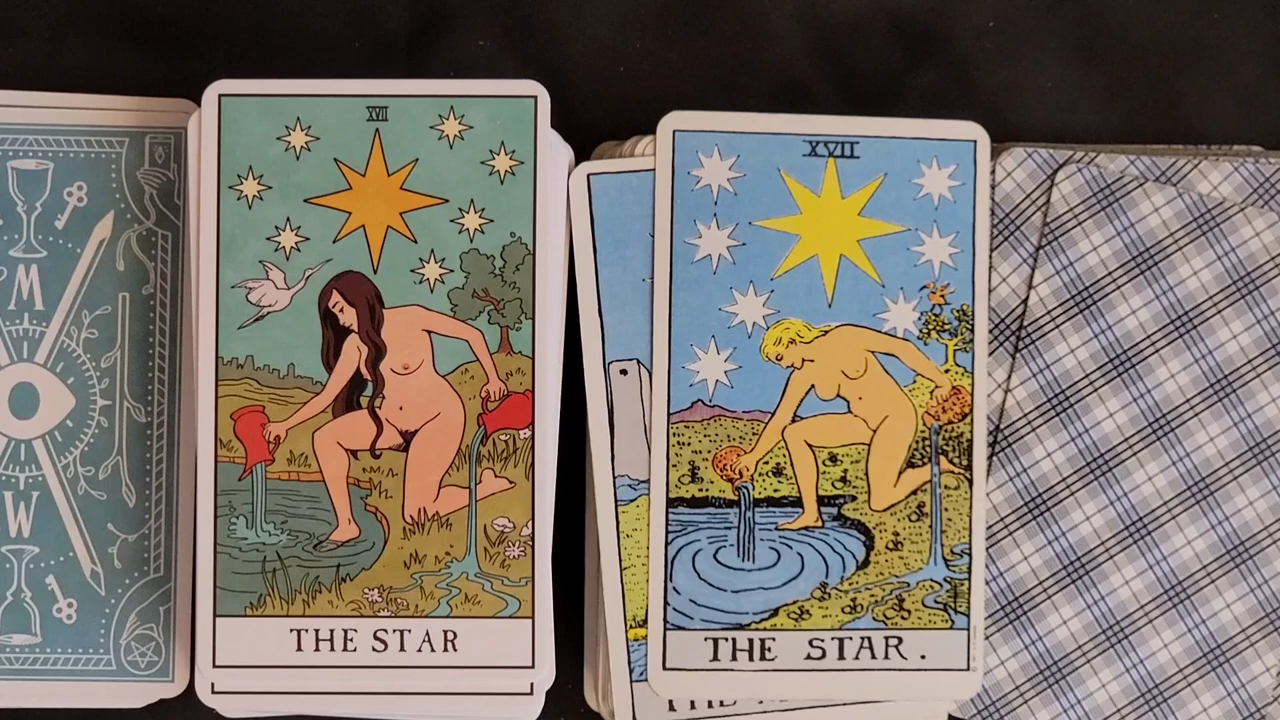 M
W
XVII
THE STAR
XVII
THE STAR.